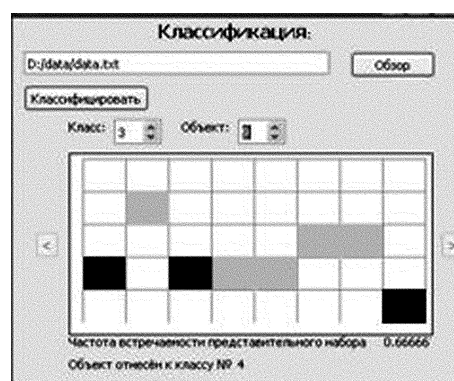 Классификация:
D:/data/data.txt Обзор
Классифицировать
Класс: 3 Объект:
< >
Частота встречаемости представительного набора 0.66666
Объект отнесён к классу № 4